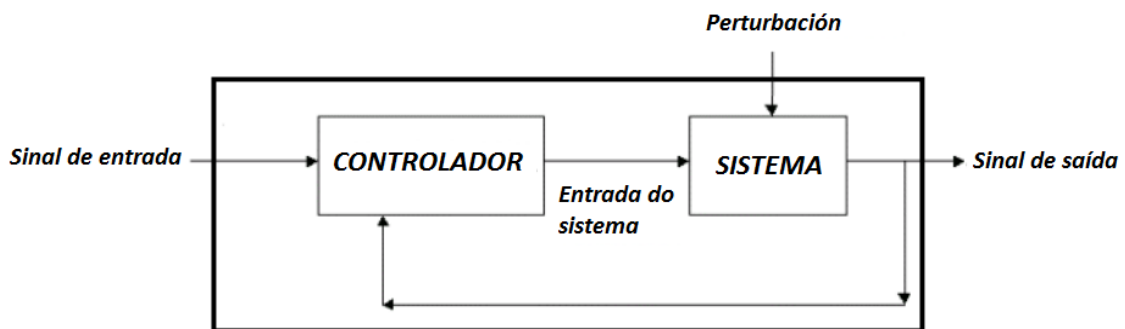 Perturbación
Sinal de entrada
CONTROLADOR
SISTEMA
Sinal de saída
Entrada do
sistema